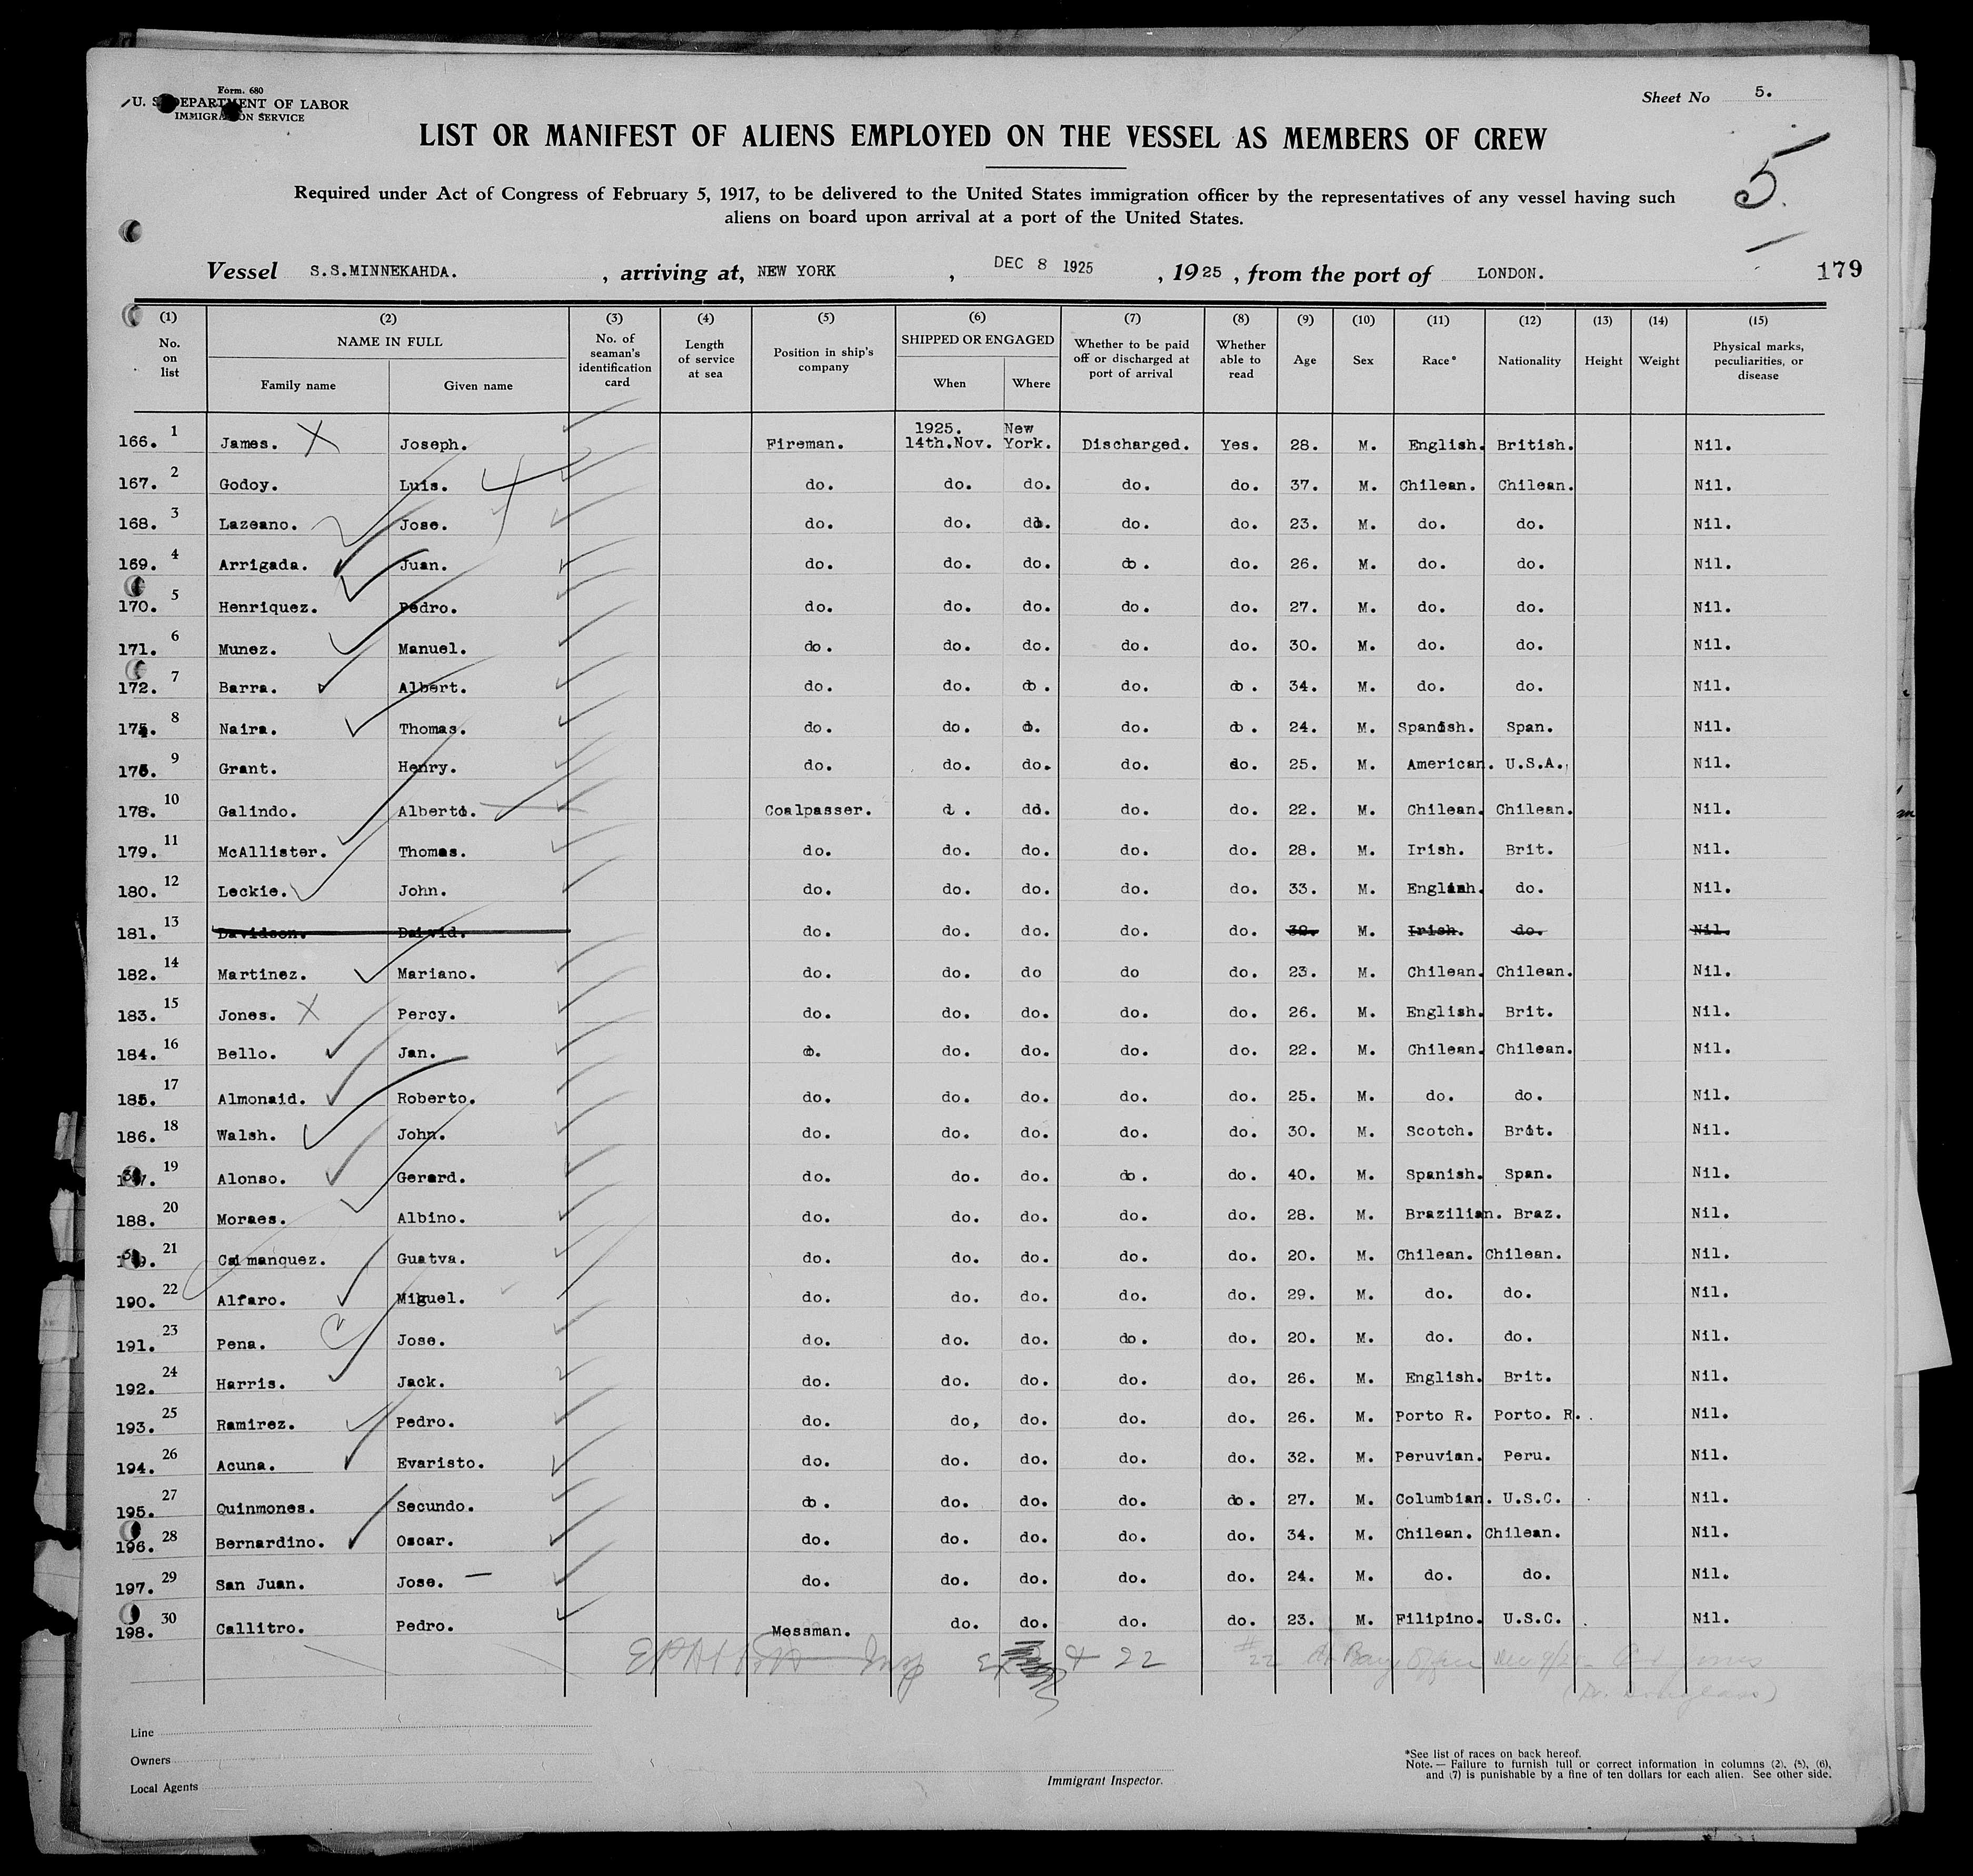 Form. 680
U. S. DEPARTMENT OF LABOR
IMMIGRATION SERVICE
Sheet No 5.
LIST OR MANIFEST OF ALIENS EMPLOYED ON THE VESSEL AS MEMBERS OF CREW
5
Required under Act of Congress of February 5, 1917, to be delivered to the United States immigration officer by the representatives of any vessel having such
aliens on board upon arrival at a port of the United States.
Vessel S.S.MINNEKAHDA. , arriving at, NEW YORK , DEC 8 1925 , 1925 , from the port of LONDON. 179
(1) (2) (3) (4) (5) (6) (7) (8) (9) (10) (11) (12) (13) (14) (15)
No. on list NAME IN FULL Family name Given name No. of seaman's identification card Length of service at sea Position in ship's company SHIPPED OR ENGAGED When Where Whether to be paid off or discharged at port of arrival Whether able to read Age Sex Race* Nationality Height Weight Physical marks, peculiarities, or disease
166. 1 James. Joseph. Fireman. 1925. 14th.Nov. New York. Discharged. Yes. 28. M. English. British. Nil.
167. 2 Godoy. Luis. do. do. do. do. do. 37. M. Chilean. Chilean. Nil.
168. 3 Lazeano. Jose. do. do. do. do. do. 23. M. do. do. Nil.
169. 4 Arrigada. Juan. do. do. do. do. do. 26. M. do. do. Nil.
170. 5 Henriquez. Pedro. do. do. do. do. do. 27. M. do. do. Nil.
171. 6 Munez. Manuel. do. do. do. do. do. 30. M. do. do. Nil.
172. 7 Barra. Albert. do. do. do. do. do. 34. M. do. do. Nil.
174. 8 Naira. Thomas. do. do. do. do. do. 24. M. Spanish. Span. Nil.
175. 9 Grant. Henry. do. do. do. do. do. 25. M. American. U.S.A. Nil.
178. 10 Galindo. Alberto. Coalpasser. do. do. do. do. 22. M. Chilean. Chilean. Nil.
179. 11 McAllister. Thomas. do. do. do. do. do. 28. M. Irish. Brit. Nil.
180. 12 Leckie. John. do. do. do. do. do. 33. M. English. do. Nil.
181. 13 Davidson. David. do. do. do. do. do. 32. M. Irish. do. Nil.
182. 14 Martinez. Mariano. do. do. do do do. 23. M. Chilean. Chilean. Nil.
183. 15 Jones. Percy. do. do. do. do. do. 26. M. English. Brit. Nil.
184. 16 Bello. Jan. do. do. do. do. do. 22. M. Chilean. Chilean. Nil.
185. 17 Almonaid. Roberto. do. do. do. do. do. 25. M. do. do. Nil.
186. 18 Walsh. John. do. do. do. do. do. 30. M. Scotch. Brit. Nil.
187. 19 Alonso. Gerard. do. do. do. do. do. 40. M. Spanish. Span. Nil.
188. 20 Moraes. Albino. do. do. do. do. do. 28. M. Brazilian. Braz. Nil.
189. 21 Guatva. do. do. do. do. do. 20. M. Chilean. Chilean. Nil.
190. 22 Alfaro. Miguel. do. do. do. do. do. 29. M. do. do. Nil.
191. 23 Pena. Jose. do. do. do. do. do. 20. M. do. do. Nil.
192. 24 Harris. Jack. do. do. do. do. do. 26. M. English. Brit. Nil.
193. 25 Ramirez. Pedro. do. do, do. do. do. 26. M. Porto R. Porto. R. Nil.
194. 26 Acuna. Evaristo. do. do. do. do. do. 32. M. Peruvian. Peru. Nil.
195. 27 Quinmones. Secundo. do. do. do. do. do. 27. M. Columbian. U.S.C. Nil.
196. 28 Bernardino. Oscar. do. do. do. do. do. 34. M. Chilean. Chilean. Nil.
197. 29 San Juan. Jose. do. do. do. do. do. 24. M. do. do. Nil.
198. 30 Callitro. Pedro. Messman. do. do. do. do. 23. M. Filipino. U.S.C. Nil.
22 #22 Barge Office Dec 9/25
Line
Owners
Local Agents
Immigrant Inspector.
*See list of races on back hereof.
Note. — Failure to furnish full or correct information in columns (2), (5), (6),
and (7) is punishable by a fine of ten dollars for each alien. See other side.